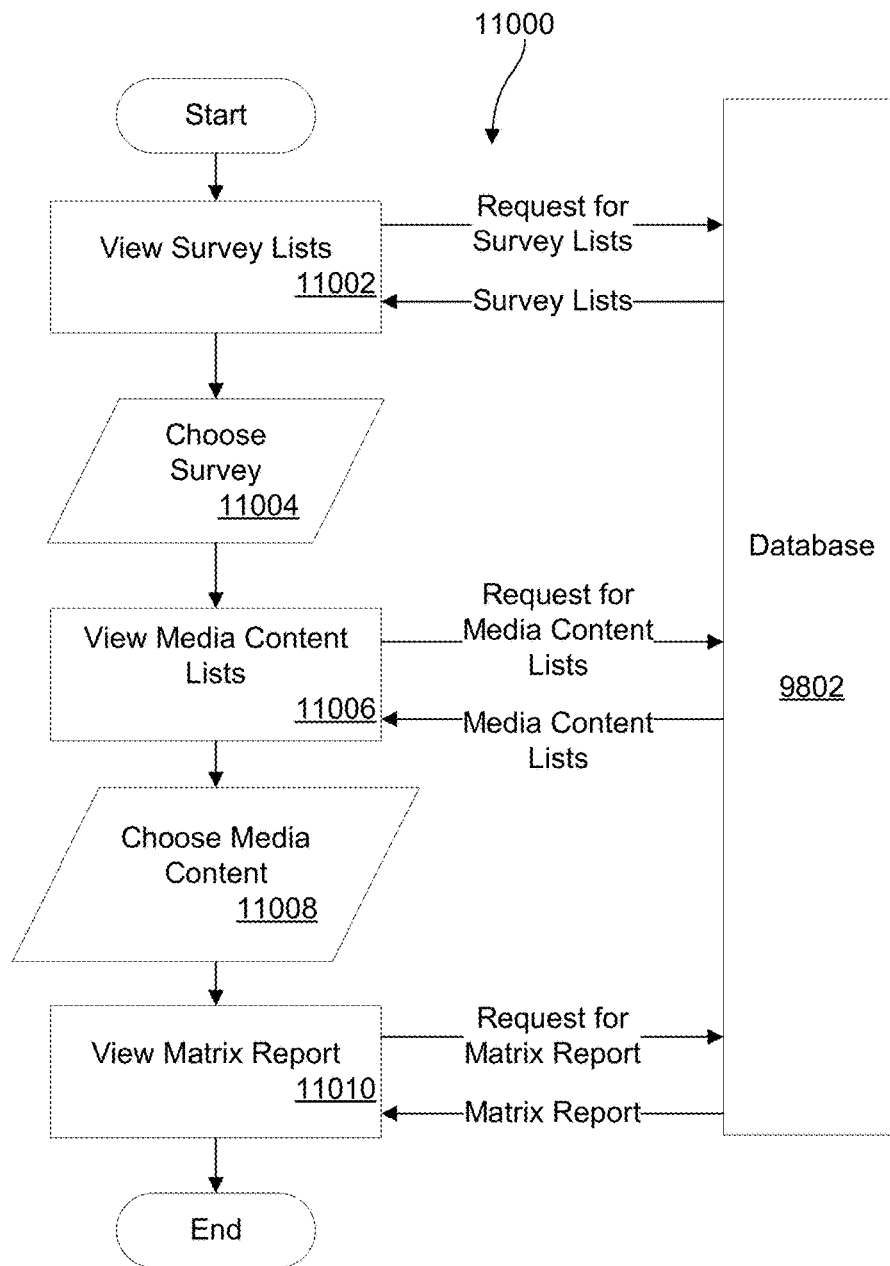 11000
Start
View Survey Lists
11002
Request for
Survey Lists
Survey Lists
Choose
Survey
11004
Database
9802
View Media Content
Lists
11006
Request for
Media Content
Lists
Media Content
Lists
Choose Media
Content
11008
View Matrix Report
11010
Request for
Matrix Report
Matrix Report
End